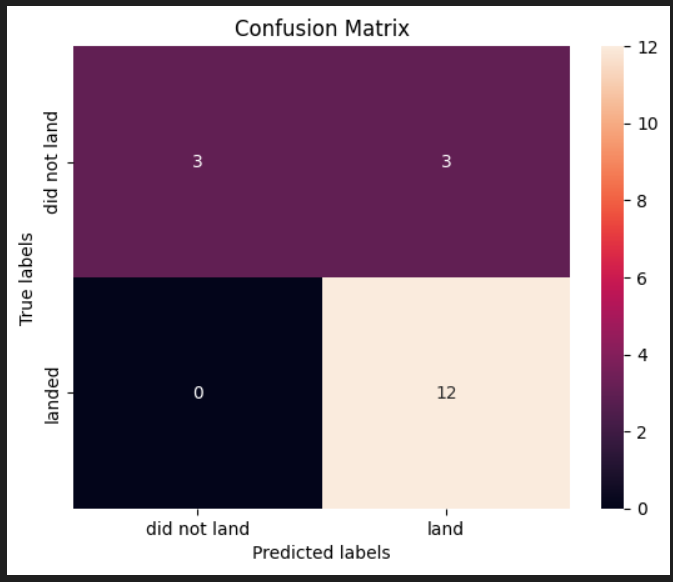 Confusion Matrix
True labels
did not land
landed
3
3
0
12
did not land
land
Predicted labels
12
10
8
6
4
2
0